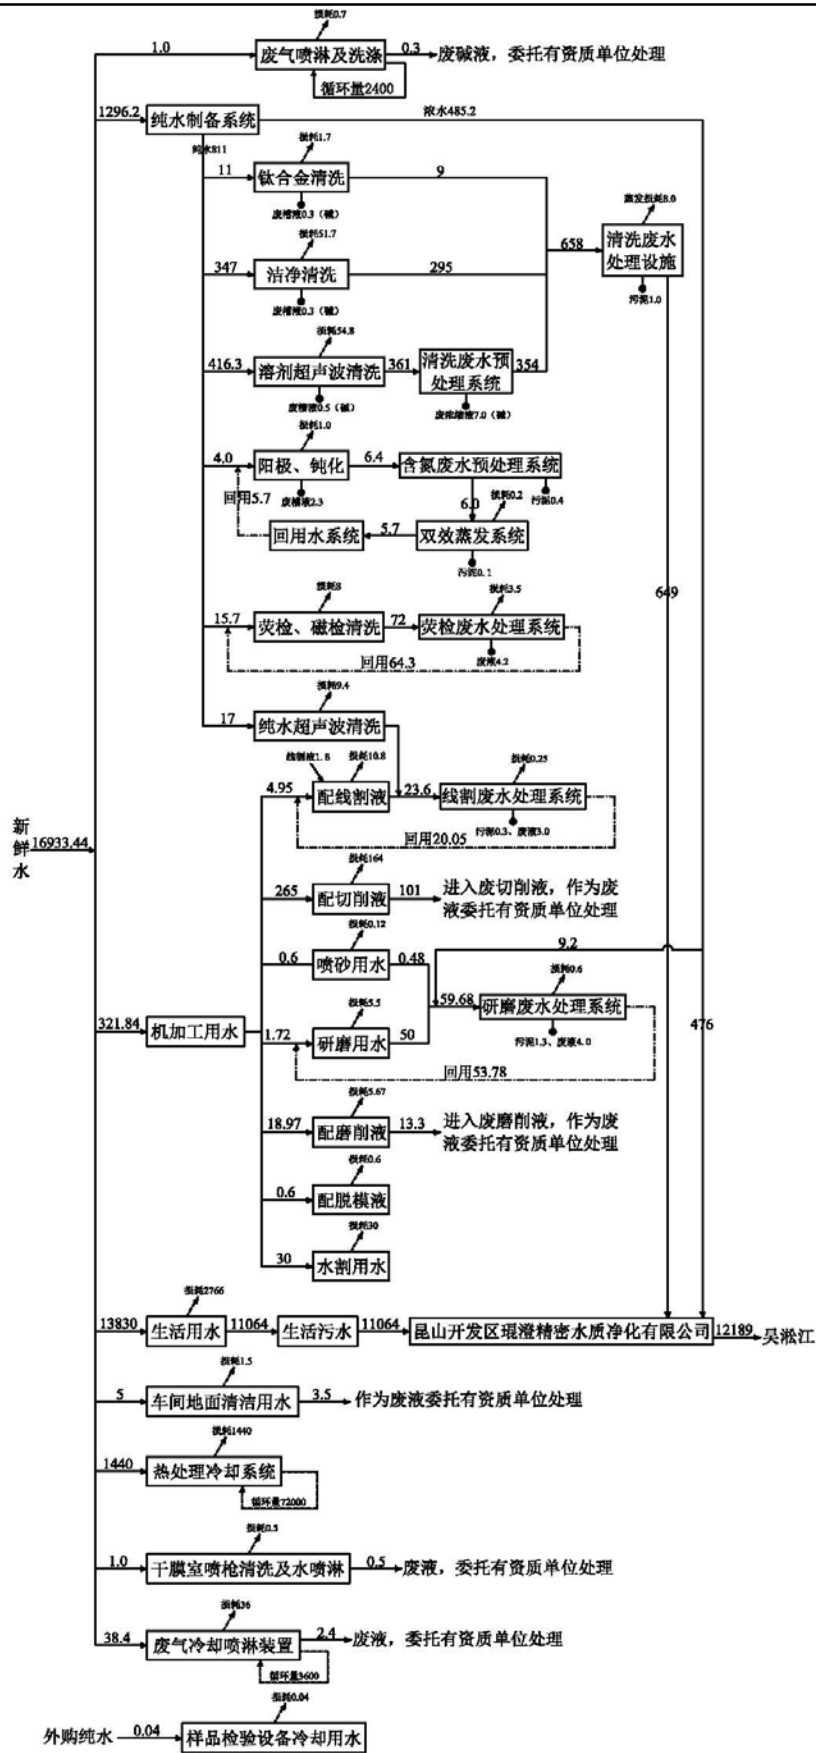 损耗0.7
1.0
废气喷淋及洗涤
0.3
废碱液，委托有资质单位处理
循环量2400
1296.2
纯水制备系统
浓水485.2
纯水811
损耗1.7
11
钛合金清洗
9
废槽液0.3（碱）
蒸发损耗8.0
658
清洗废水
处理设施
污泥1.0
损耗51.7
347
洁净清洗
295
废槽液0.3（碱）
损耗54.8
416.3
溶剂超声波清洗
361
清洗废水预
处理系统
354
废槽液0.5（碱）
废浓缩液7.0（碱）
损耗1.0
4.0
阳极、钝化
6.4
含氮废水预处理系统
回用5.7
废槽液2.3
6.0
污泥0.4
损耗0.2
回用水系统
5.7
双效蒸发系统
污泥0.1
649
损耗8
损耗3.5
15.7
荧检、磁检清洗
72
荧检废水处理系统
回用64.3
废液4.2
损耗9.4
17
纯水超声波清洗
线割液1.8
损耗10.8
损耗0.25
4.95
配线割液
23.6
线割废水处理系统
回用20.05
污泥0.3、废液3.0
新
鲜
水
16933.44
损耗164
265
配切削液
101
进入废切削液，作为废
液委托有资质单位处理
损耗0.12
0.6
喷砂用水
0.48
9.2
损耗0.6
59.68
研磨废水处理系统
污泥1.3、废液4.0
476
321.84
机加工用水
损耗5.5
1.72
研磨用水
50
回用53.78
损耗5.67
18.97
配磨削液
13.3
进入废磨削液，作为废
液委托有资质单位处理
损耗0.6
0.6
配脱模液
损耗30
30
水割用水
损耗2766
13830
生活用水
11064
生活污水
11064
昆山开发区琨澄精密水质净化有限公司
12189
吴淞江
损耗1.5
5
车间地面清洁用水
3.5
作为废液委托有资质单位处理
损耗1440
1440
热处理冷却系统
循环量72000
损耗0.5
1.0
干膜室喷枪清洗及水喷淋
0.5
废液，委托有资质单位处理
损耗36
38.4
废气冷却喷淋装置
2.4
废液，委托有资质单位处理
循环量3600
损耗0.04
外购纯水
0.04
样品检验设备冷却用水